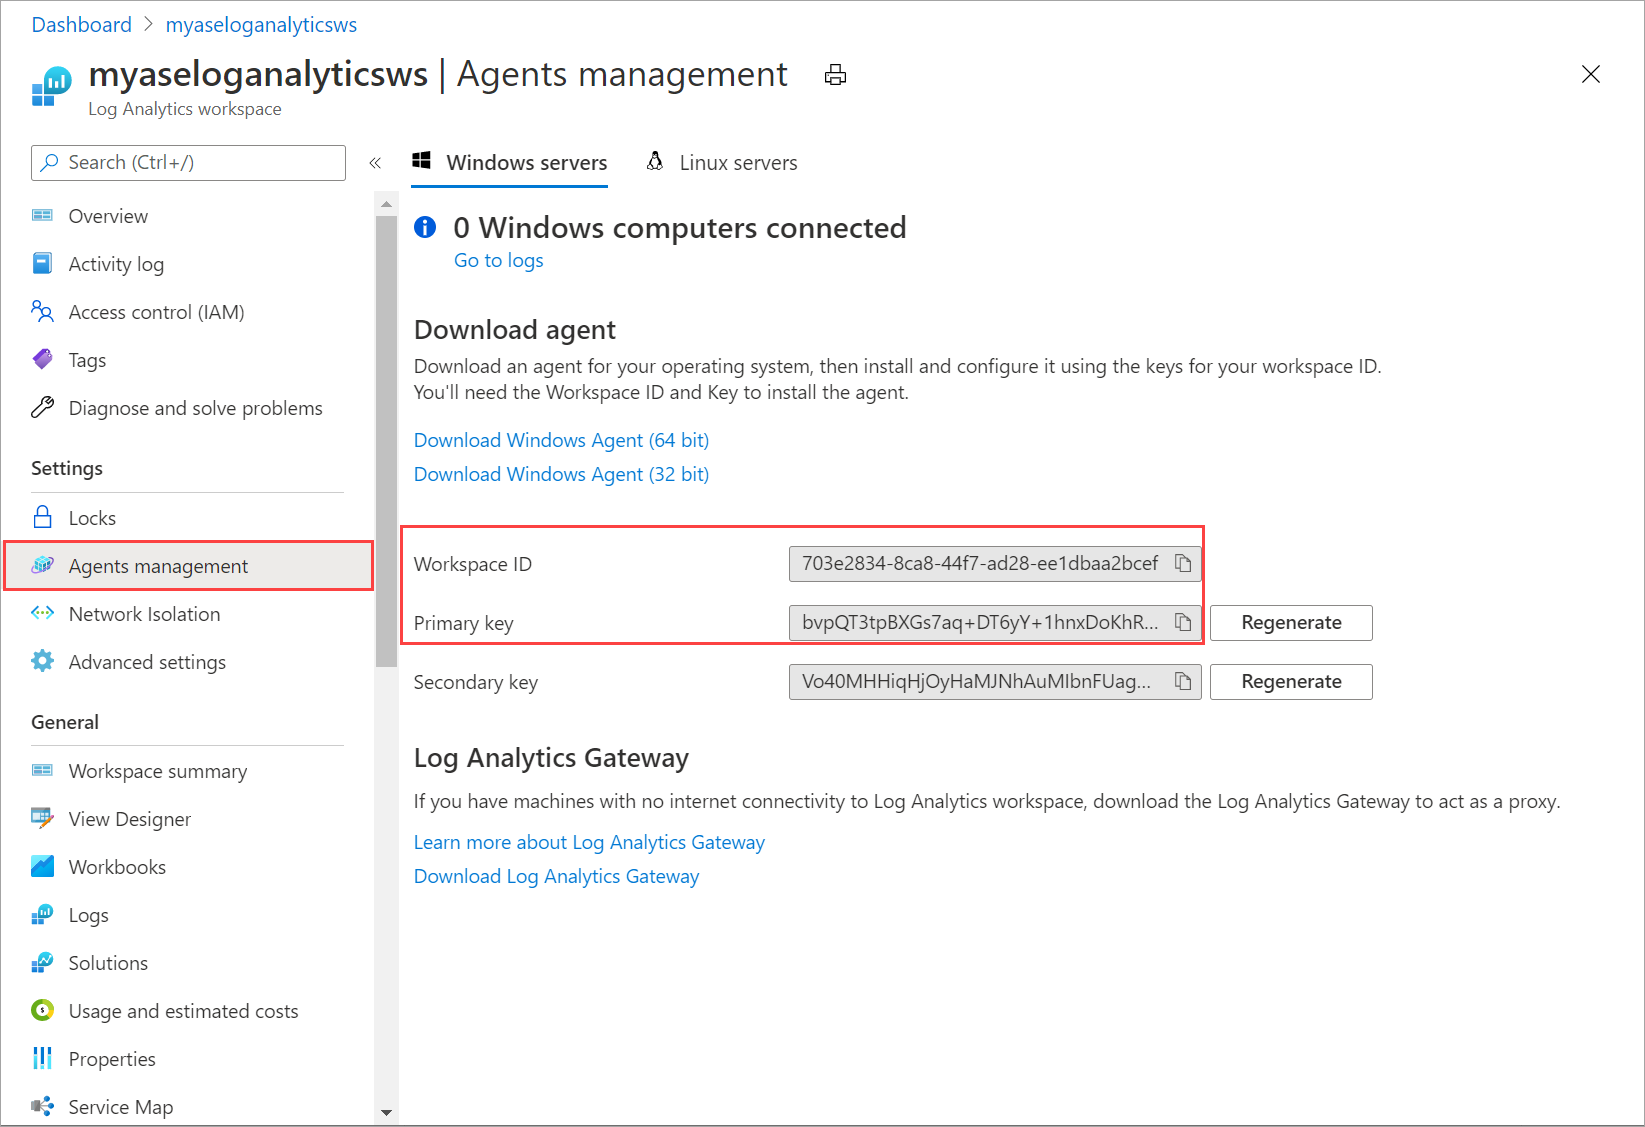 Dashboard > myaseloganalyticsws
myaseloganalyticsws | Agents management
Log Analytics workspace
Search (Ctrl+/)
«
Overview
Activity log
Access control (IAM)
Tags
Diagnose and solve problems
Settings
Locks
Agents management
Network Isolation
Advanced settings
General
Workspace summary
View Designer
Workbooks
Logs
Solutions
Usage and estimated costs
Properties
Service Map
Windows servers
Linux servers
0 Windows computers connected
Go to logs
Download agent
Download an agent for your operating system, then install and configure it using the keys for your workspace ID.
You'll need the Workspace ID and Key to install the agent.
Download Windows Agent (64 bit)
Download Windows Agent (32 bit)
Workspace ID
703e2834-8ca8-44f7-ad28-ee1dbaa2bcef
Primary key
bvpQT3tpBXGs7aq+DT6yY+1hnxDoKhR...
Regenerate
Secondary key
Vo40MHHiqHjOyHaMJNhAuMIbnFUag...
Regenerate
Log Analytics Gateway
If you have machines with no internet connectivity to Log Analytics workspace, download the Log Analytics Gateway to act as a proxy.
Learn more about Log Analytics Gateway
Download Log Analytics Gateway